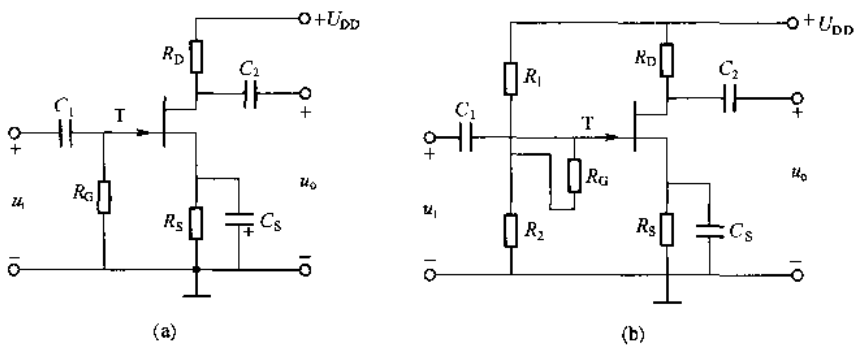 +U_DD
R_D
C_2
+
C_1
T
+
R_G
u_i
R_S
C_S
+
u_o
−
−
(a)
+U_DD
R_D
C_2
R_1
+
C_1
T
+
R_G
u_o
u_i
R_2
R_S
C_S
−
−
(b)